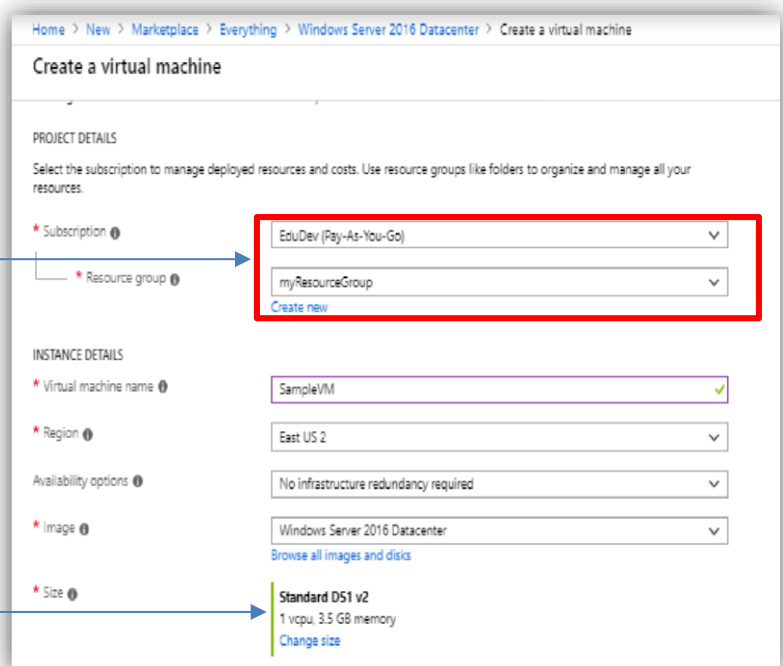 Home > New > Marketplace > Everything > Windows Server 2016 Datacenter > Create a virtual machine
Create a virtual machine
PROJECT DETAILS
Select the subscription to manage deployed resources and costs. Use resource groups like folders to organize and manage all your
resources.
* Subscription
EduDev (Pay-As-You-Go)
* Resource group
myResourceGroup
Create new
INSTANCE DETAILS
* Virtual machine name
SampleVM
* Region
East US 2
Availability options
No infrastructure redundancy required
* Image
Windows Server 2016 Datacenter
Browse all images and disks
* Size
Standard DS1 v2
1 vcpu, 3.5 GB memory
Change size